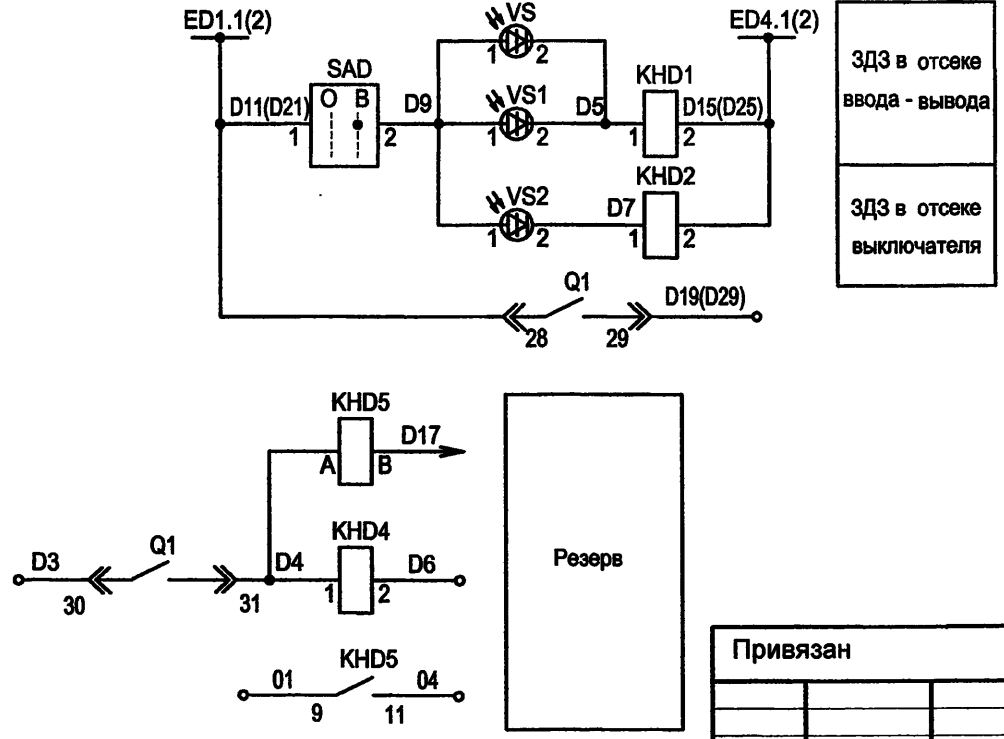 ED1.1(2)
VS
ED4.1(2)
1 2
SAD
O B
D11(D21)
1 2
D9
VS1
1 2
D5
KHD1
1 2
D15(D25)
VS2
1 2
D7
KHD2
1 2
ЗДЗ в отсеке
ввода - вывода
ЗДЗ в отсеке
выключателя
Q1
D19(D29)
28 29
KHD5
D17
A B
D3
Q1
D4
KHD4
D6
30 31
1 2
KHD5
01 04
9 11
Резерв
Привязан